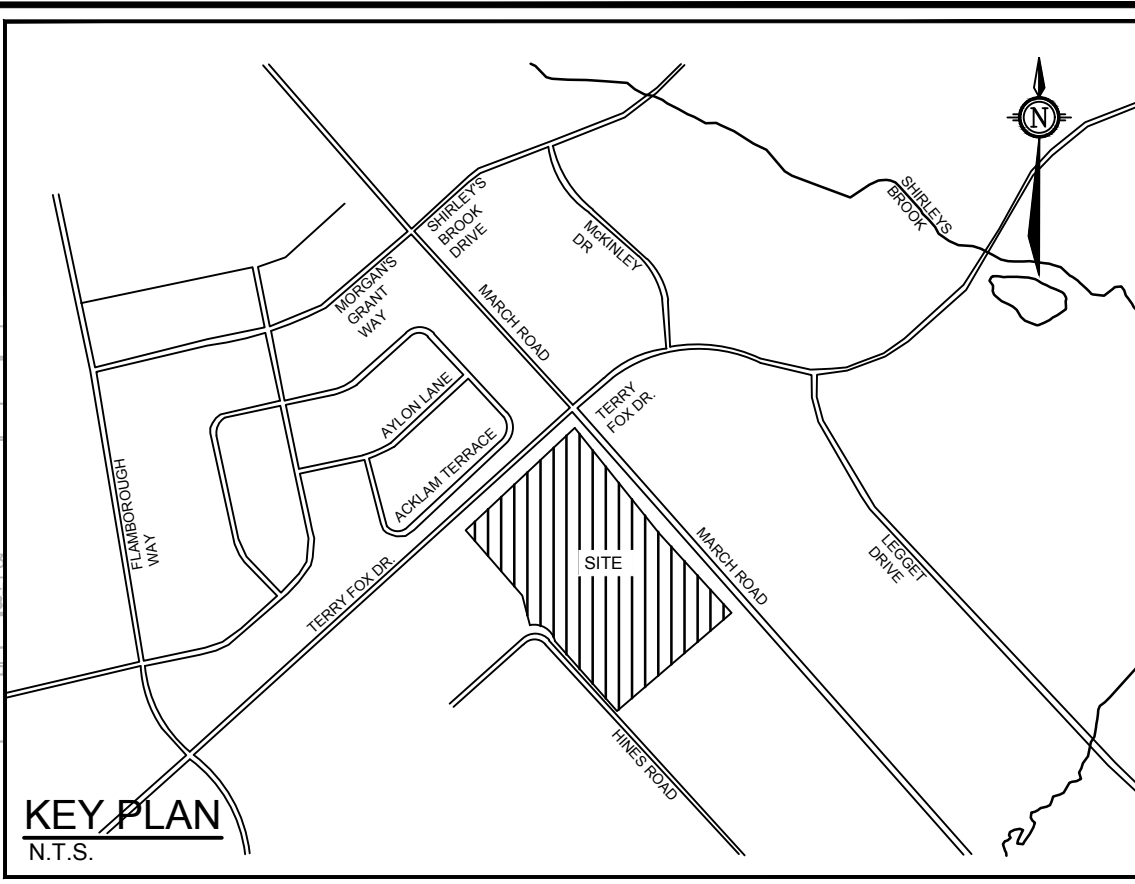 N
SHIRLEY'S
BROOK
DRIVE
McKINLEY
DR
SHIRLEYS
BROOK
MORGAN'S
GRANT
WAY
MARCH ROAD
AYLON LANE
TERRY
FOX DR.
ACKLAM TERRACE
FLAMBOROUGH
WAY
SITE
MARCH ROAD
LEGGET
DRIVE
TERRY FOX DR.
HINES ROAD
KEY PLAN
N.T.S.